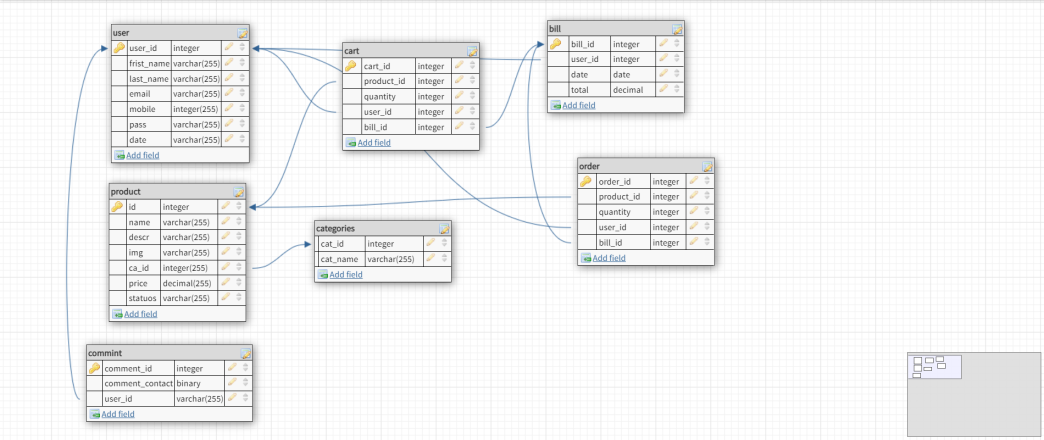 user
user_id integer
frist_name varchar(255)
last_name varchar(255)
email varchar(255)
mobile integer(255)
pass varchar(255)
date varchar(255)
Add field
cart
cart_id integer
product_id integer
quantity integer
user_id integer
bill_id integer
Add field
bill
bill_id integer
user_id integer
date date
total decimal
Add field
product
id integer
name varchar(255)
descr varchar(255)
img varchar(255)
ca_id integer(255)
price decimal(255)
statuos varchar(255)
Add field
categories
cat_id integer
cat_name varchar(255)
Add field
order
order_id integer
product_id integer
quantity integer
user_id integer
bill_id integer
Add field
commint
comment_id integer
comment_contact binary
user_id varchar(255)
Add field